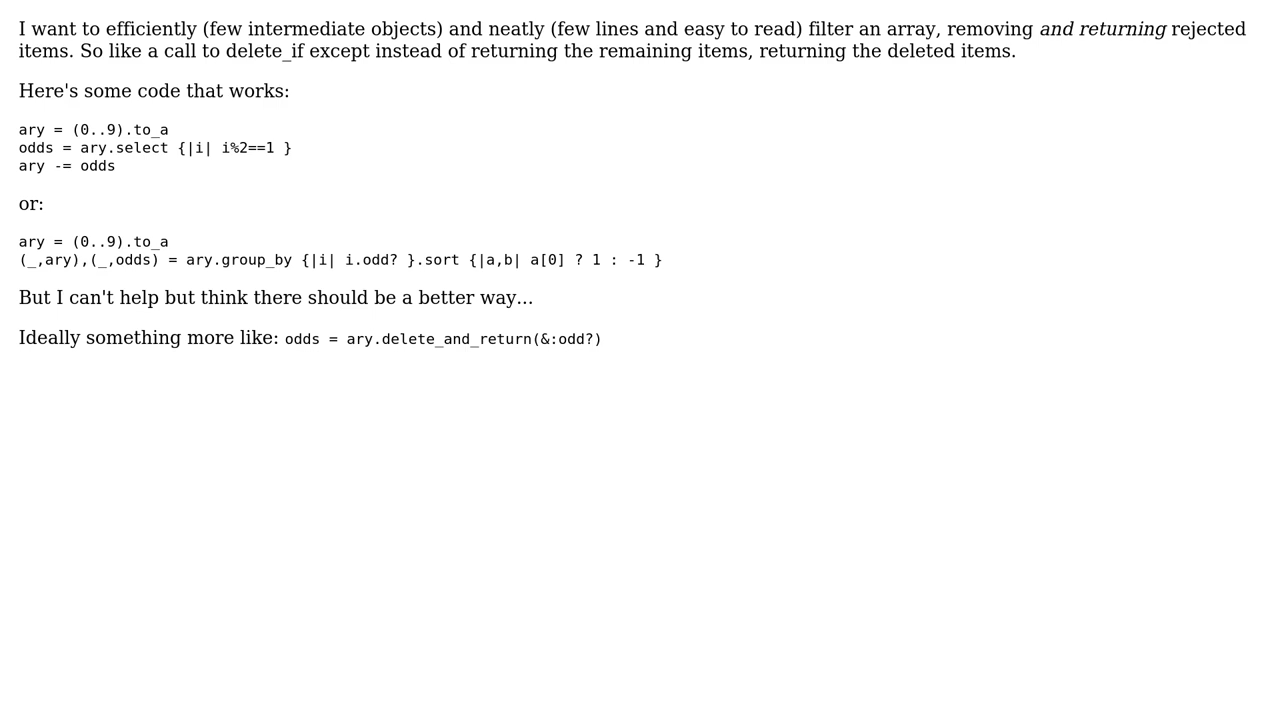 I want to efficiently (few intermediate objects) and neatly (few lines and easy to read) filter an array, removing and returning rejected
items. So like a call to delete_if except instead of returning the remaining items, returning the deleted items.
Here's some code that works:
ary = (0..9).to_a
odds = ary.select {|i| i%2==1 }
ary -= odds
or:
ary = (0..9).to_a
(_,ary),(_,odds) = ary.group_by {|i| i.odd? }.sort {|a,b| a[0] ? 1 : -1 }
But I can't help but think there should be a better way...
Ideally something more like: odds = ary.delete_and_return(&:odd?)